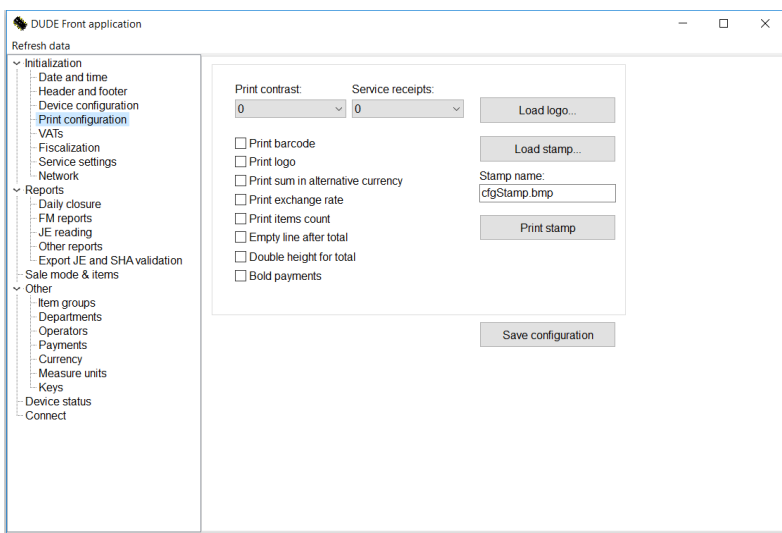 DUDE Front application
Refresh data
Initialization
Date and time
Header and footer
Device configuration
Print configuration
VATs
Fiscalization
Service settings
Network
Reports
Daily closure
FM reports
JE reading
Other reports
Export JE and SHA validation
Sale mode & items
Other
Item groups
Departments
Operators
Payments
Currency
Measure units
Keys
Device status
Connect
Print contrast: Service receipts:
0 0
Print barcode
Print logo
Print sum in alternative currency
Print exchange rate
Print items count
Empty line after total
Double height for total
Bold payments
Load logo...
Load stamp...
Stamp name:
cfgStamp.bmp
Print stamp
Save configuration